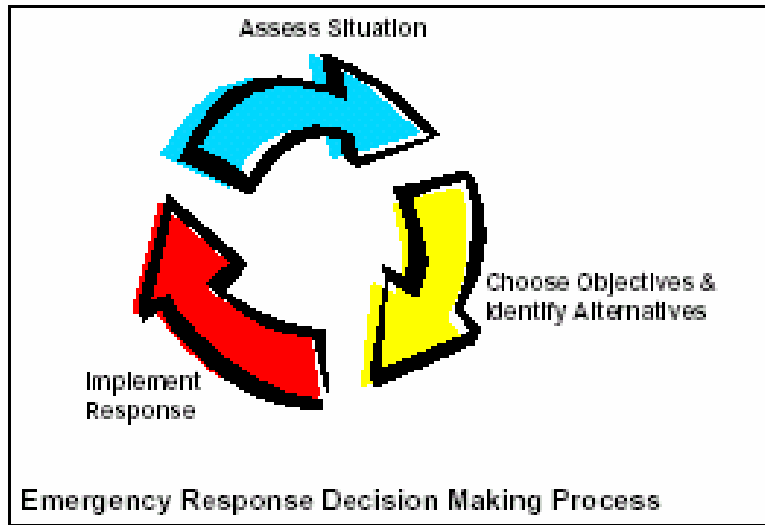 Assess Situation
Choose Objectives &
Identify Alternatives
Implement
Response
Emergency Response Decision Making Process